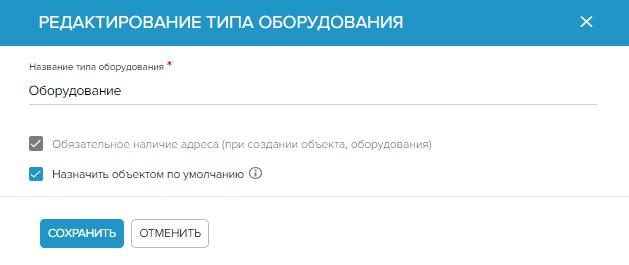 РЕДАКТИРОВАНИЕ ТИПА ОБОРУДОВАНИЯ
Название типа оборудования *
Оборудование
Обязательное наличие адреса (при создании объекта, оборудования)
Назначить объектом по умолчанию
СОХРАНИТЬ ОТМЕНИТЬ